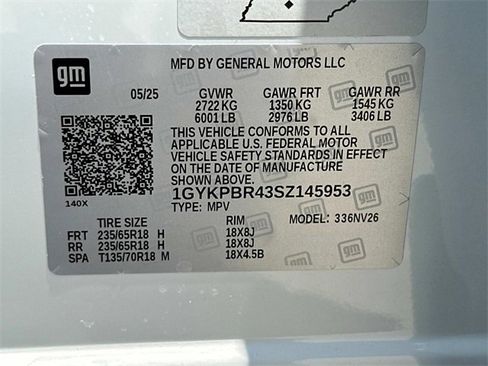 gm
MFD BY GENERAL MOTORS LLC
05/25 GVWR GAWR FRT GAWR RR
2722 KG 1350 KG 1545 KG
6001 LB 2976 LB 3406 LB
THIS VEHICLE CONFORMS TO ALL
APPLICABLE U.S. FEDERAL MOTOR
VEHICLE SAFETY STANDARDS IN EFFECT
ON THE DATE OF MANUFACTURE
SHOWN ABOVE.
1GYKPBR43SZ145953
140X
TYPE: MPV
TIRE SIZE RIM MODEL: 336NV26
FRT 235/65R18 H 18X8J
RR 235/65R18 H 18X8J
SPA T135/70R18 M 18X4.5B